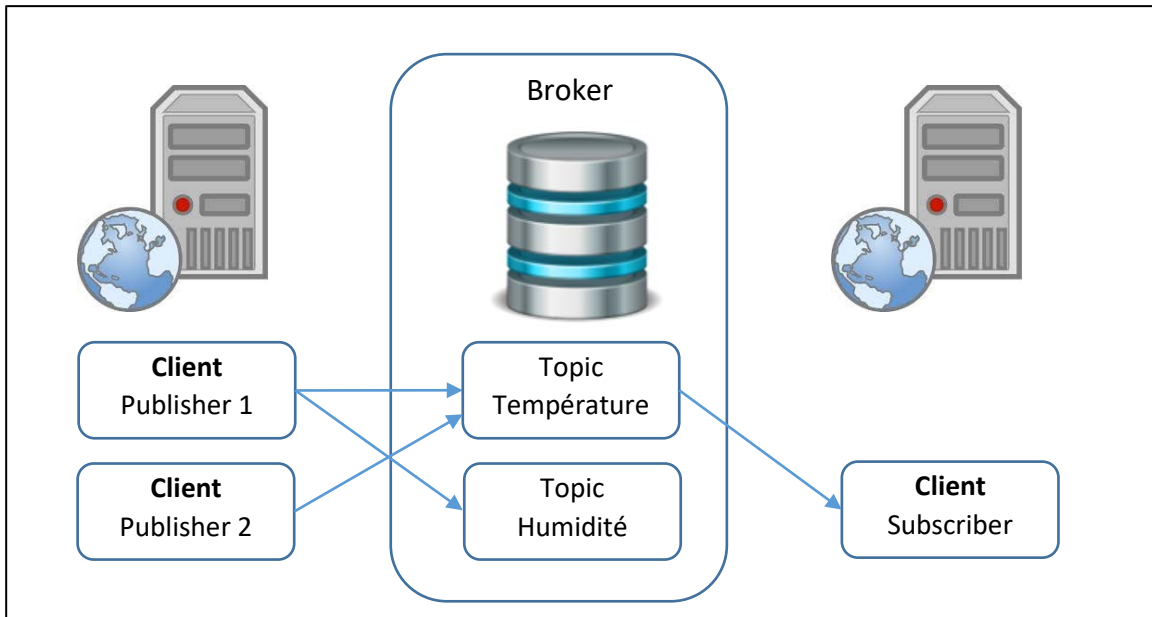 Broker
Client
Publisher 1
Topic
Température
Client
Publisher 2
Topic
Humidité
Client
Subscriber